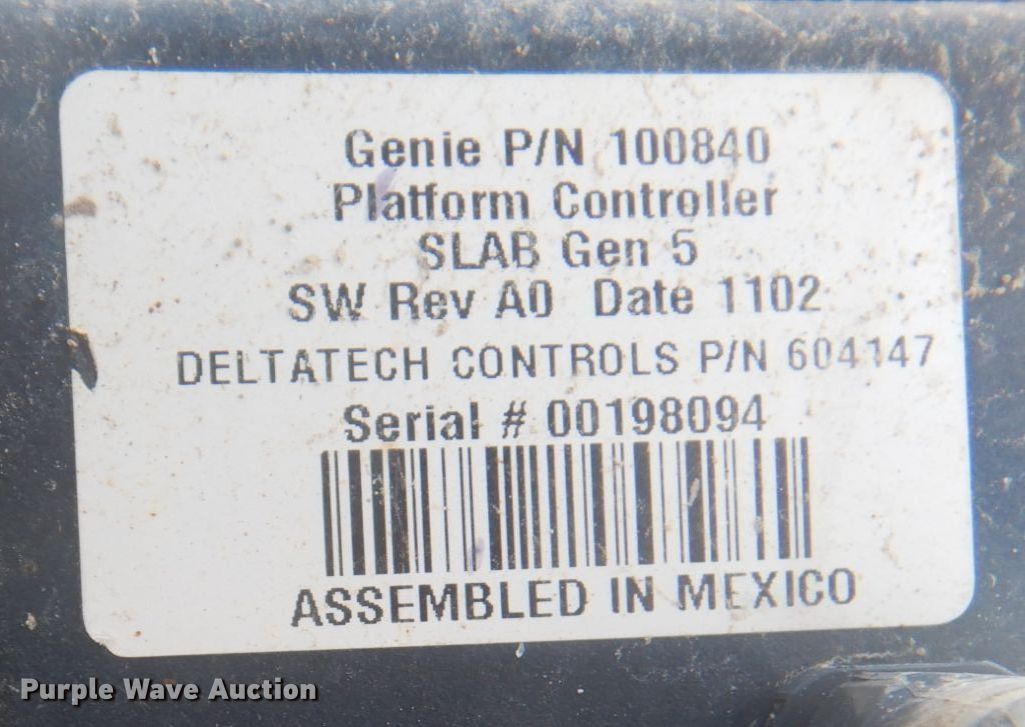 Genie P/N 100840
Platform Controller
SLAB Gen 5
SW Rev A0 Date 1102
DELTATECH CONTROLS P/N 604147
Serial # 00198094
ASSEMBLED IN MEXICO
Purple Wave Auction